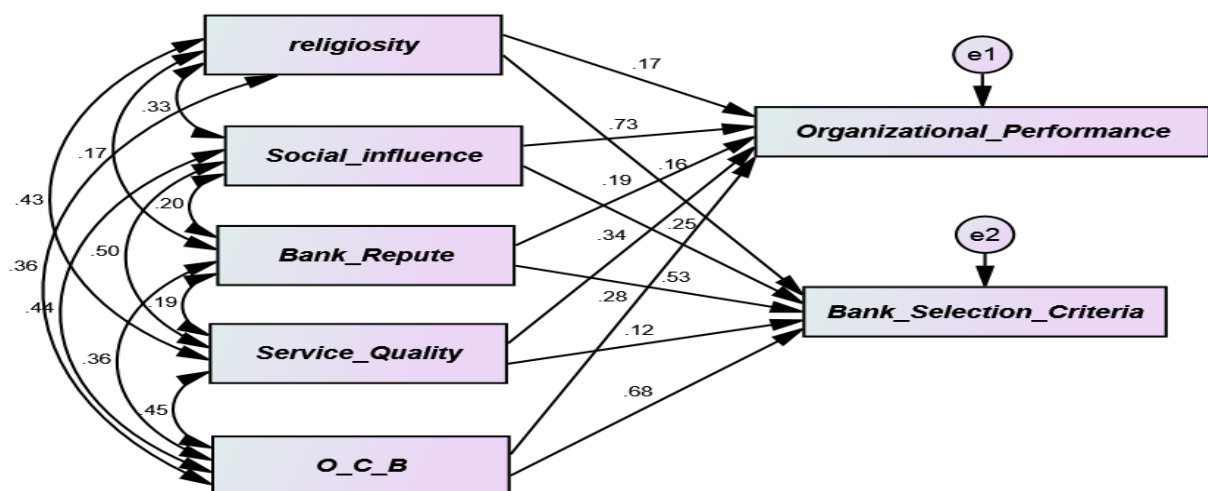 religiosity
e1
.17
.33
.73
Organizational_Performance
Social_influence
.17
.16
.19
.43
.20
.25
e2
.50
.34
Bank_Repute
.36
.53
.28
.44
.19
Bank_Selection_Criteria
.12
Service_Quality
.36
.68
.45
O_C_B